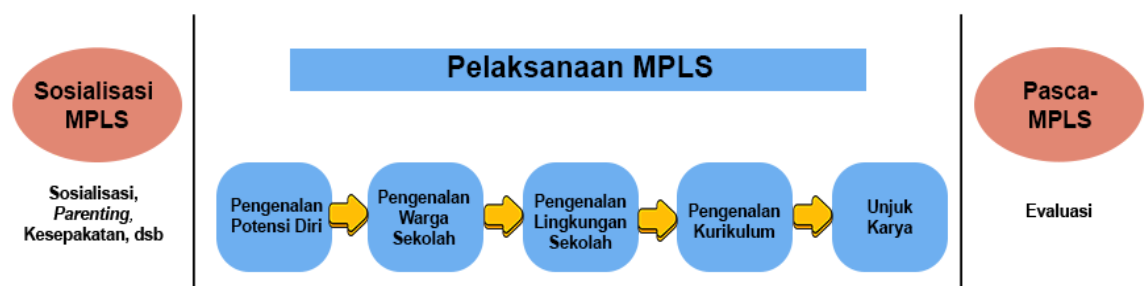 Sosialisasi
MPLS
Sosialisasi,
Parenting,
Kesepakatan, dsb
Pelaksanaan MPLS
Pengenalan
Potensi Diri
Pengenalan
Warga
Sekolah
Pengenalan
Lingkungan
Sekolah
Pengenalan
Kurikulum
Unjuk
Karya
Pasca-
MPLS
Evaluasi